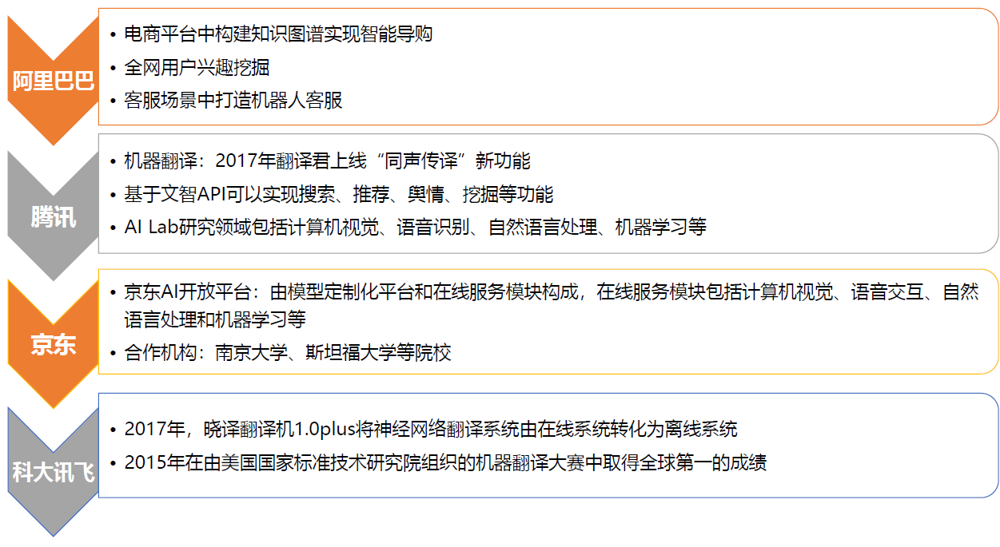 阿里巴巴
• 电商平台中构建知识图谱实现智能导购
• 全网用户兴趣挖掘
• 客服场景中打造机器人客服
腾讯
• 机器翻译：2017年翻译君上线“同声传译”新功能
• 基于文智API可以实现搜索、推荐、舆情、挖掘等功能
• AI Lab研究领域包括计算机视觉、语音识别、自然语言处理、机器学习等
京东
• 京东AI开放平台：由模型定制化平台和在线服务模块构成，在线服务模块包括计算机视觉、语音交互、自然
语言处理和机器学习等
• 合作机构：南京大学、斯坦福大学等院校
科大讯飞
• 2017年，晓译翻译机1.0plus将神经网络翻译系统由在线系统转化为离线系统
• 2015年在由美国国家标准技术研究院组织的机器翻译大赛中取得全球第一的成绩